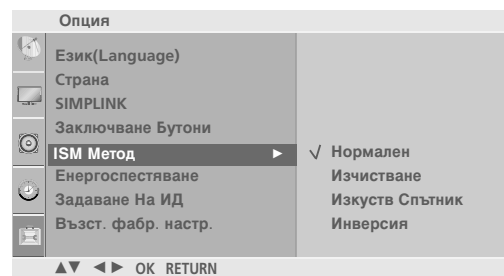 Опция
Език(Language)
Страна
SIMPLINK
Заключване Бутони
ISM Метод ► √ Нормален
Енергоспестяване Изчистване
Задаване На ИД Изкуств Спътник
Възст. фабр. настр. Инверсия
▲▼ ◄► OK RETURN